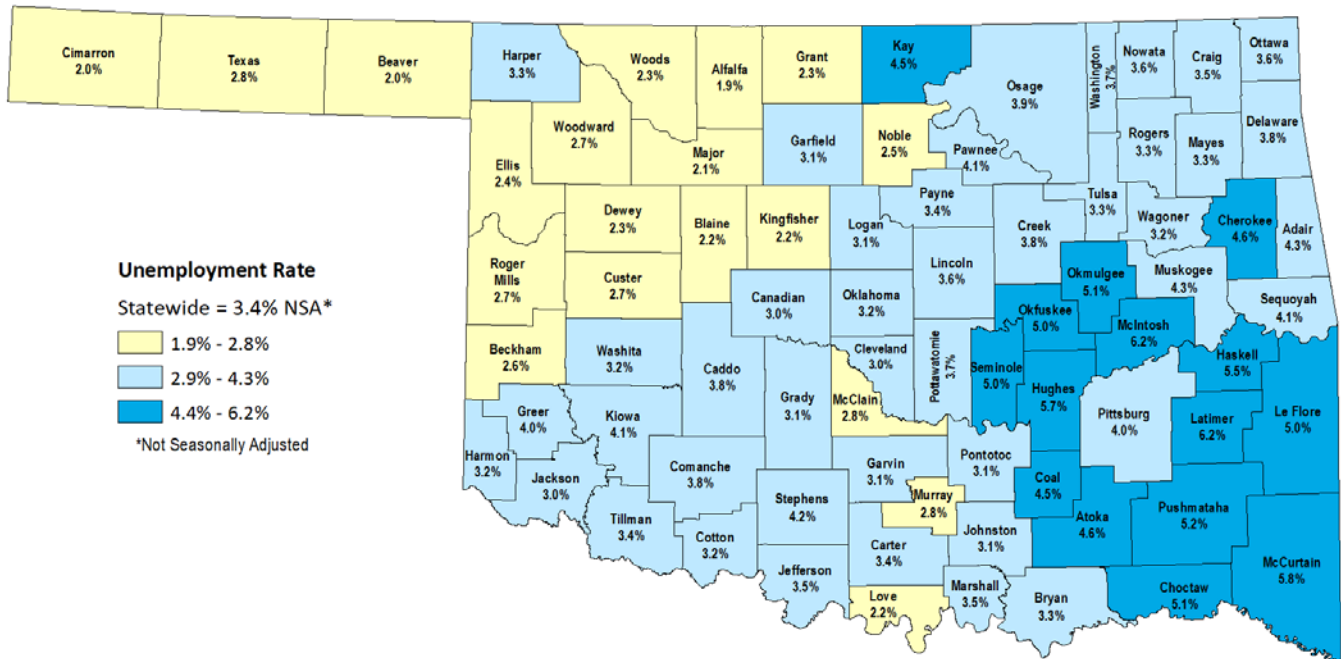 Cimarron
2.0%
Texas
2.8%
Beaver
2.0%
Harper
3.3%
Woods
2.3%
Alfalfa
1.9%
Grant
2.3%
Kay
4.5%
Osage
3.9%
Washington
3.7%
Nowata
3.6%
Craig
3.5%
Ottawa
3.6%
Woodward
2.7%
Ellis
2.4%
Major
2.1%
Garfield
3.1%
Noble
2.5%
Pawnee
4.1%
Rogers
3.3%
Mayes
3.3%
Delaware
3.8%
Dewey
2.3%
Blaine
2.2%
Kingfisher
2.2%
Logan
3.1%
Payne
3.4%
Creek
3.8%
Tulsa
3.3%
Wagoner
3.2%
Cherokee
4.6%
Adair
4.3%
Roger
Mills
2.7%
Custer
2.7%
Canadian
3.0%
Oklahoma
3.2%
Lincoln
3.6%
Okmulgee
5.1%
Muskogee
4.3%
Sequoyah
4.1%
Okfuskee
5.0%
McIntosh
6.2%
Haskell
5.5%
Beckham
2.6%
Washita
3.2%
Caddo
3.8%
Grady
3.1%
Cleveland
3.0%
McClain
2.8%
Pottawatomie
3.7%
Seminole
5.0%
Hughes
5.7%
Pittsburg
4.0%
Latimer
6.2%
Le Flore
5.0%
Greer
4.0%
Kiowa
4.1%
Harmon
3.2%
Jackson
3.0%
Comanche
3.8%
Garvin
3.1%
Pontotoc
3.1%
Coal
4.5%
Tillman
3.4%
Cotton
3.2%
Stephens
4.2%
Murray
2.8%
Johnston
3.1%
Atoka
4.6%
Pushmataha
5.2%
McCurtain
5.8%
Jefferson
3.5%
Carter
3.4%
Love
2.2%
Marshall
3.5%
Bryan
3.3%
Choctaw
5.1%
Unemployment Rate
Statewide = 3.4% NSA*
1.9% - 2.8%
2.9% - 4.3%
4.4% - 6.2%
*Not Seasonally Adjusted